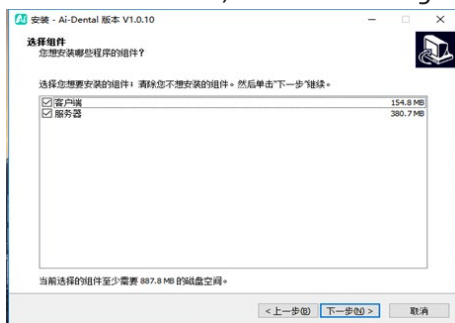 安装 - Ai-Dental 版本 V1.0.10
选择组件
您想要安装哪些程序的组件？
选择您想要安装的组件；清除您不想安装的组件。然后单击“下一步”继续。
客户端 154.8 MB
服务器 380.7 MB
当前选择的组件至少需要 887.8 MB 的磁盘空间。
<上一步(B) 下一步(N) > 取消